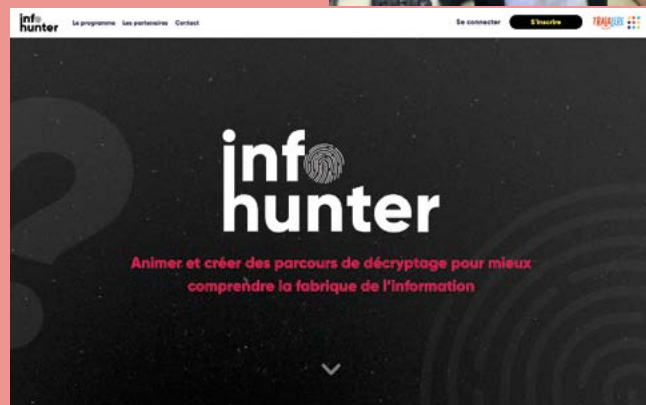 info
hunter
Le programme Les partenaires Contact
Se connecter
S'inscrire
TRALALERE
info
hunter
Animer et créer des parcours de décryptage pour mieux
comprendre la fabrique de l'information